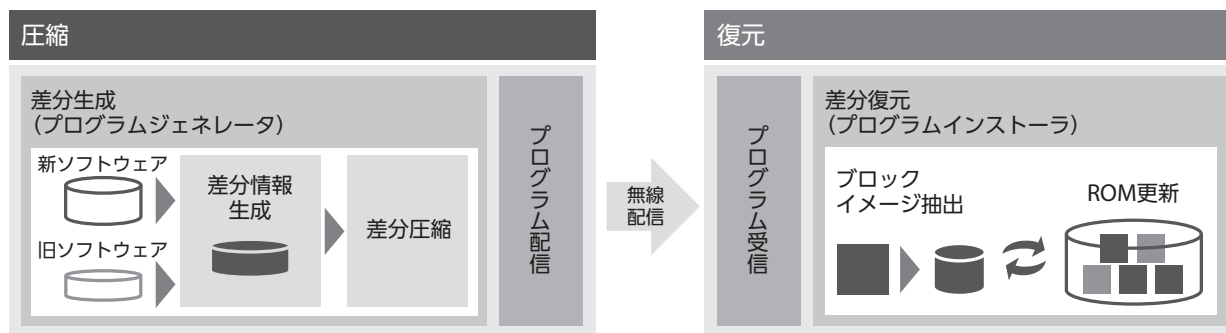 圧縮
差分生成
（プログラムジェネレータ）
新ソフトウェア
旧ソフトウェア
差分情報
生成
差分圧縮
プログラム配信
無線
配信
復元
プログラム受信
差分復元
（プログラムインストーラ）
ブロック
イメージ抽出
ROM更新